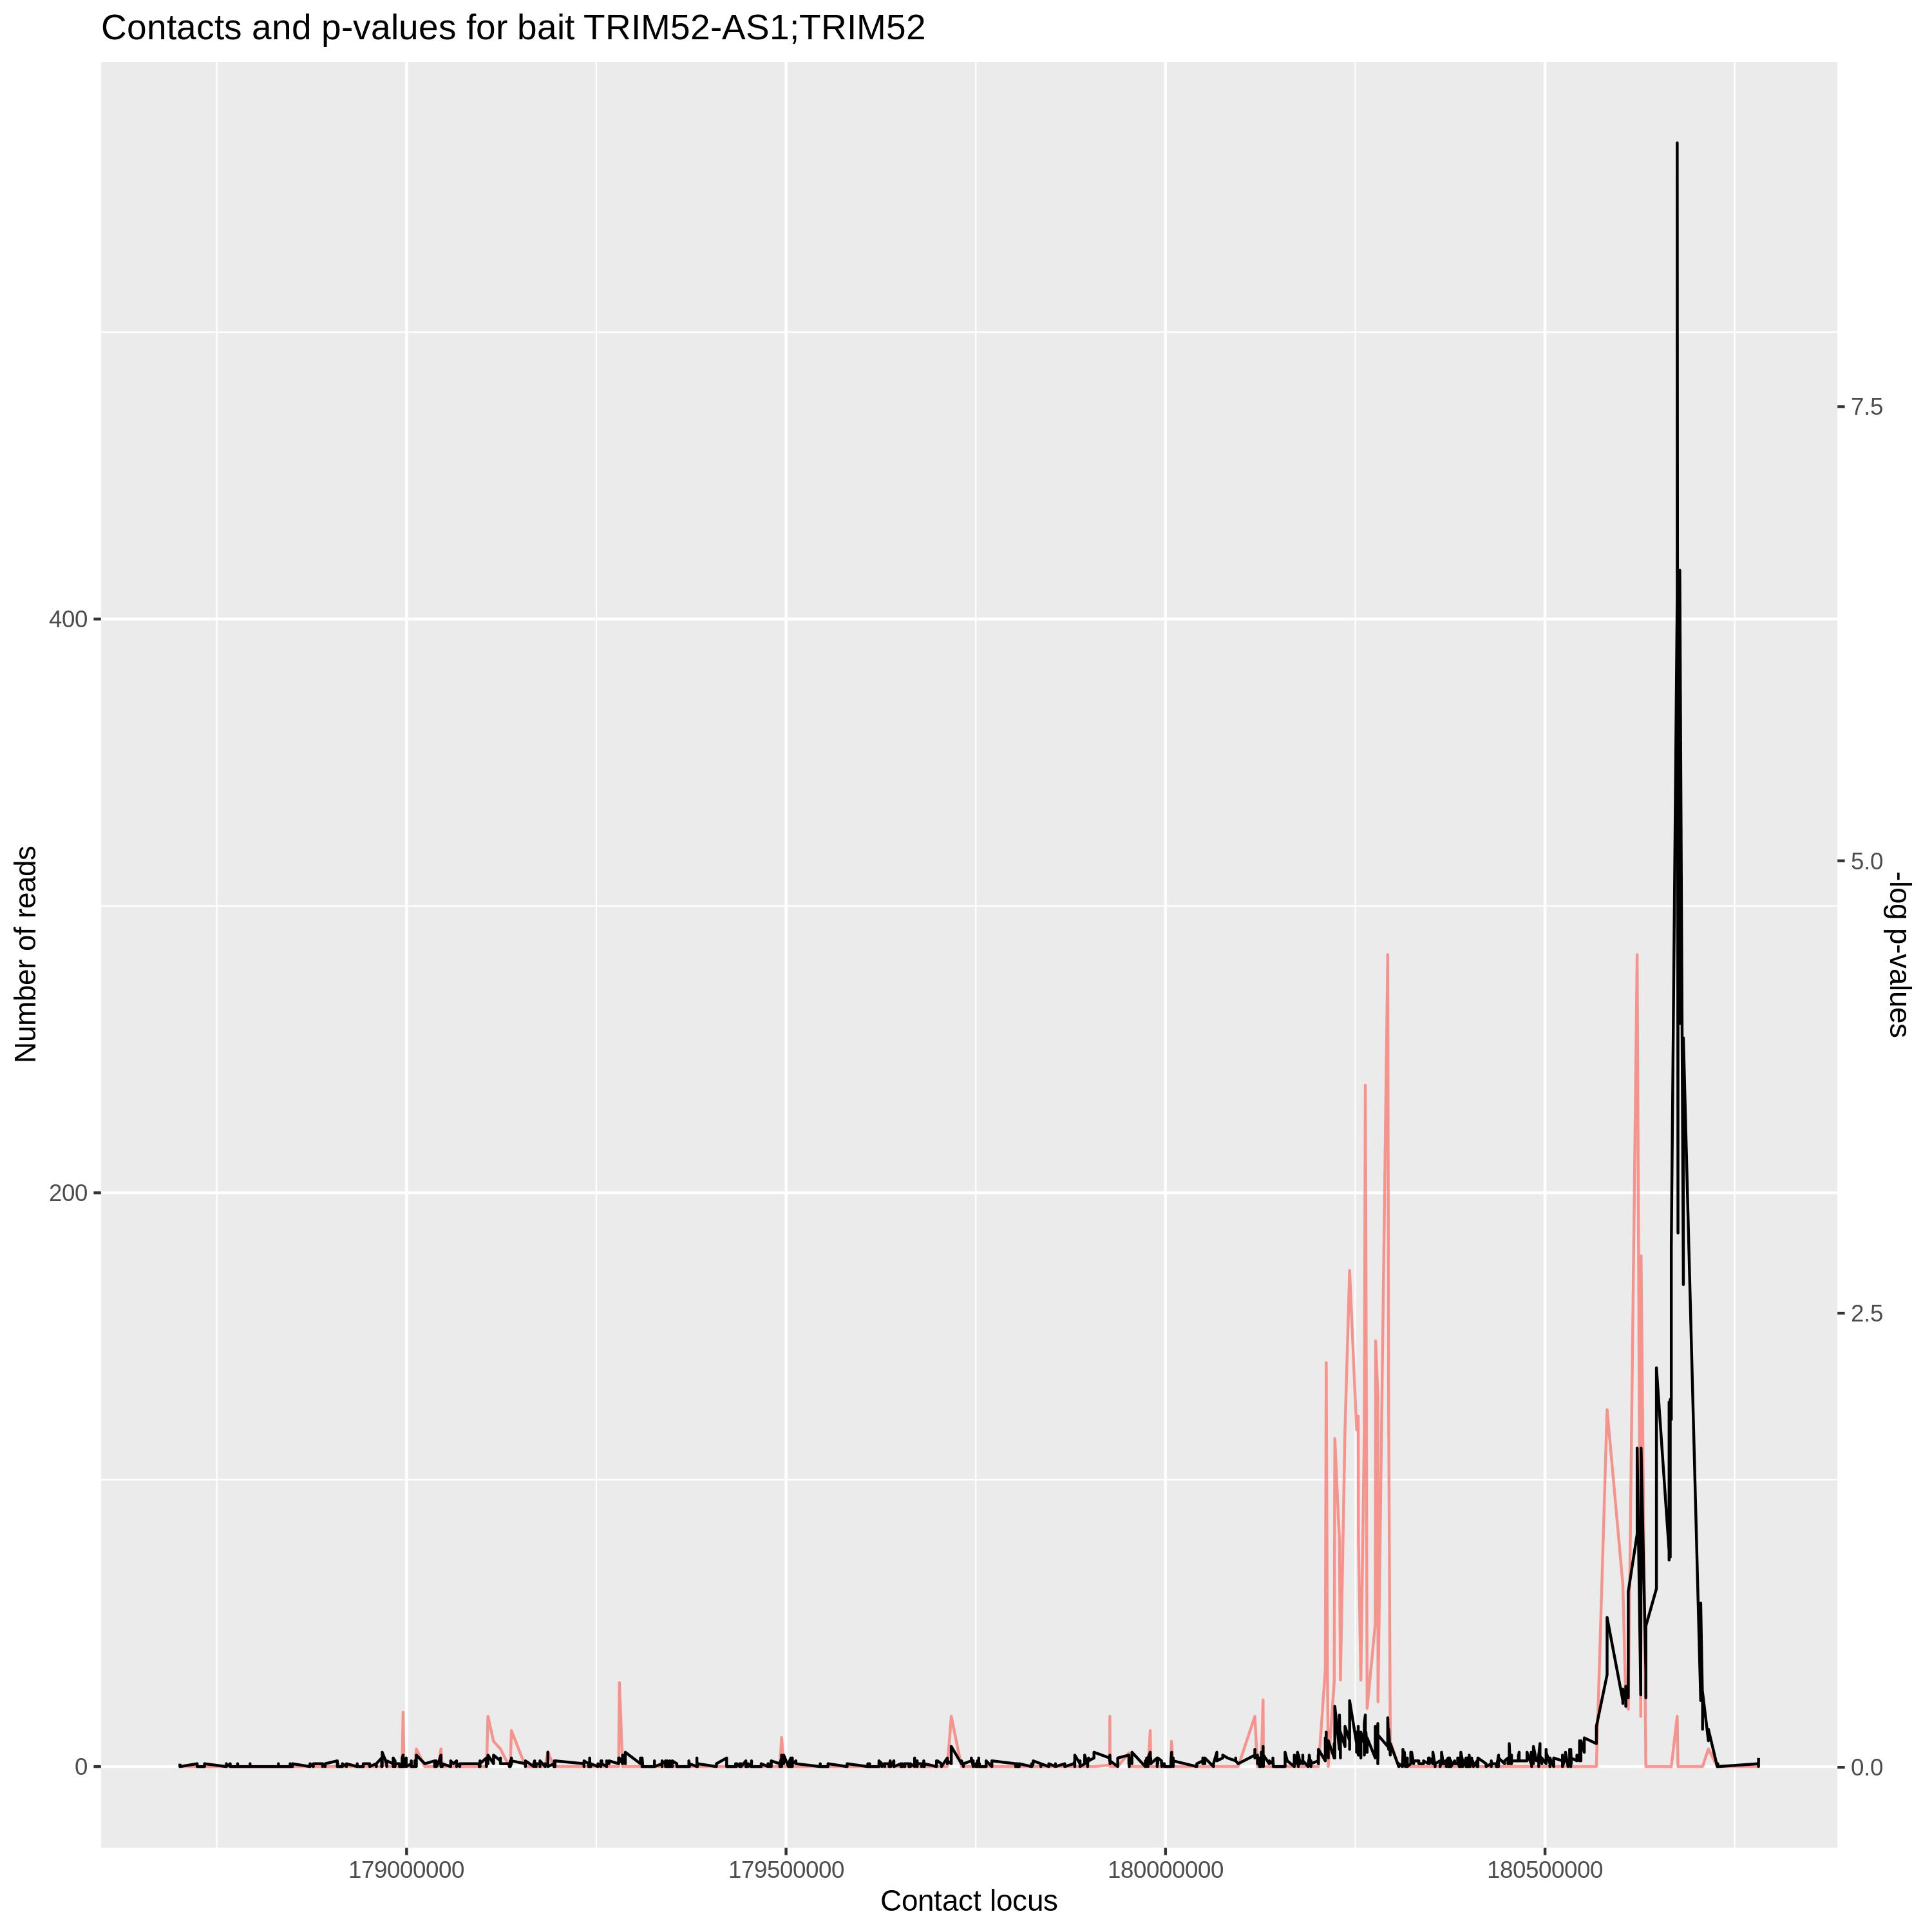 Contacts and p-values for bait TRIM52-AS1;TRIM52
400
200
0
Number of reads
7.5
5.0
2.5
0.0
-log p-values
179000000
179500000
180000000
180500000
Contact locus